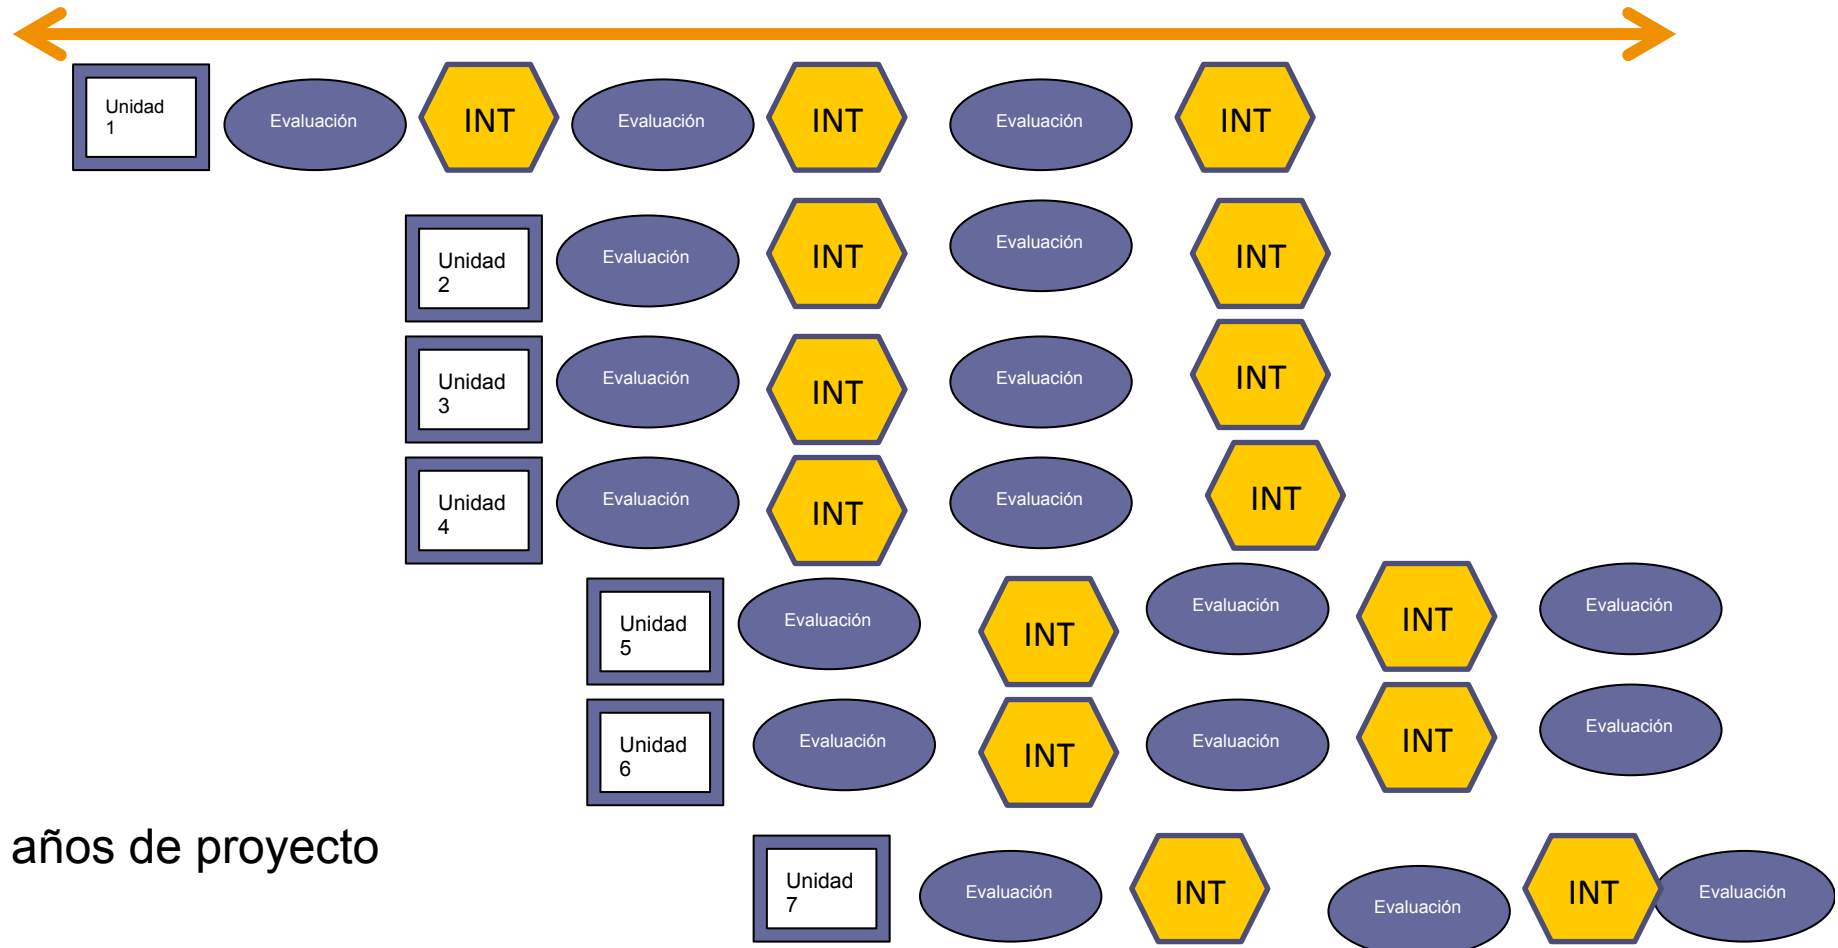 Unidad
1
Evaluación
INT
Evaluación
INT
Evaluación
INT
Unidad
2
Evaluación
INT
Evaluación
INT
Unidad
3
Evaluación
INT
Evaluación
INT
Unidad
4
Evaluación
INT
Evaluación
INT
Unidad
5
Evaluación
INT
Evaluación
INT
Evaluación
Unidad
6
Evaluación
INT
Evaluación
INT
Evaluación
años de proyecto
Unidad
7
Evaluación
INT
Evaluación
INT
Evaluación